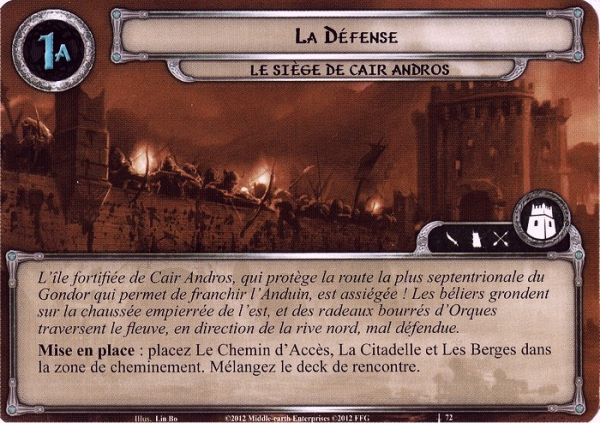 1A
La Défense
Le Siège de Cair Andros
L'île fortifiée de Cair Andros, qui protège la route la plus septentrionale du
Gondor qui permet de franchir l'Anduin, est assiégée ! Les béliers grondent
sur la chaussée empierrée de l'est, et des radeaux bourrés d'Orques
traversent le fleuve, en direction de la rive nord, mal défendue.
Mise en place : placez Le Chemin d'Accès, La Citadelle et Les Berges dans
la zone de cheminement. Mélangez le deck de rencontre.
Illus. Lin Bo ©2012 Middle-earth Enterprises ©2012 FFG 72